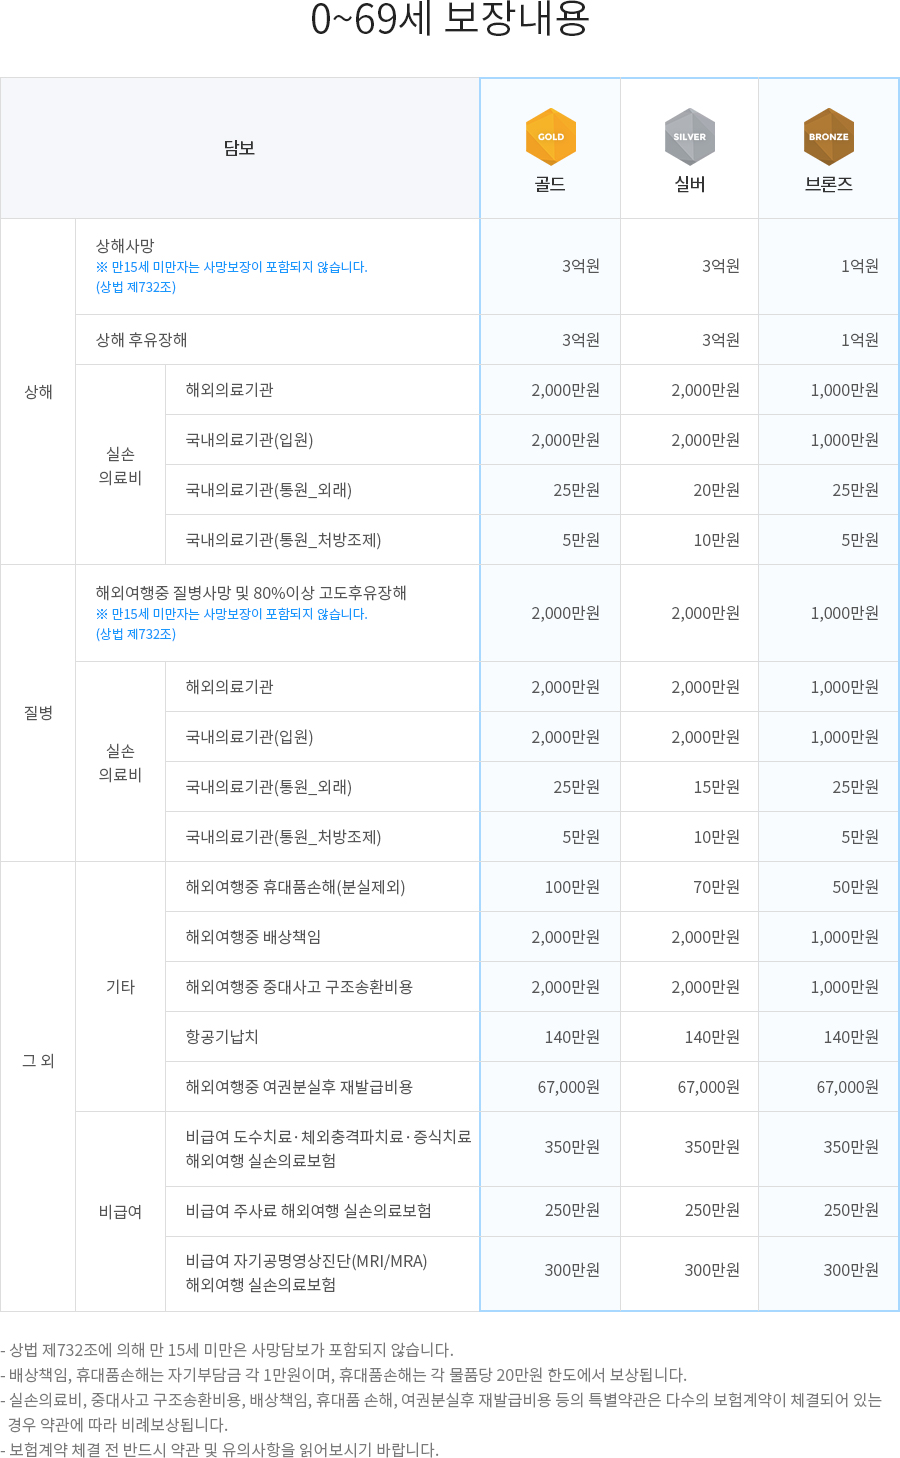 0~69세 보장내용
담보
GOLD
골드
SILVER
실버
BRONZE
브론즈
상해
상해사망
※ 만15세 미만자는 사망보장이 포함되지 않습니다.
(상법 제732조)
3억원
3억원
1억원
상해 후유장해
3억원
3억원
1억원
실손
의료비
해외의료기관
2,000만원
2,000만원
1,000만원
국내의료기관(입원)
2,000만원
2,000만원
1,000만원
국내의료기관(통원_외래)
25만원
20만원
25만원
국내의료기관(통원_처방조제)
5만원
10만원
5만원
질병
해외여행중 질병사망 및 80%이상 고도후유장해
※ 만15세 미만자는 사망보장이 포함되지 않습니다.
(상법 제732조)
2,000만원
2,000만원
1,000만원
실손
의료비
해외의료기관
2,000만원
2,000만원
1,000만원
국내의료기관(입원)
2,000만원
2,000만원
1,000만원
국내의료기관(통원_외래)
25만원
15만원
25만원
국내의료기관(통원_처방조제)
5만원
10만원
5만원
그 외
기타
해외여행중 휴대품손해(분실제외)
100만원
70만원
50만원
해외여행중 배상책임
2,000만원
2,000만원
1,000만원
해외여행중 중대사고 구조송환비용
2,000만원
2,000만원
1,000만원
항공기납치
140만원
140만원
140만원
해외여행중 여권분실후 재발급비용
67,000원
67,000원
67,000원
비급여
비급여 도수치료·체외충격파치료·증식치료
해외여행 실손의료보험
350만원
350만원
350만원
비급여 주사료 해외여행 실손의료보험
250만원
250만원
250만원
비급여 자기공명영상진단(MRI/MRA)
해외여행 실손의료보험
300만원
300만원
300만원
- 상법 제732조에 의해 만 15세 미만은 사망담보가 포함되지 않습니다.
- 배상책임, 휴대품손해는 자기부담금 각 1만원이며, 휴대품손해는 각 물품당 20만원 한도에서 보상됩니다.
- 실손의료비, 중대사고 구조송환비용, 배상책임, 휴대품 손해, 여권분실후 재발급비용 등의 특별약관은 다수의 보험계약이 체결되어 있는
경우 약관에 따라 비례보상됩니다.
- 보험계약 체결 전 반드시 약관 및 유의사항을 읽어보시기 바랍니다.